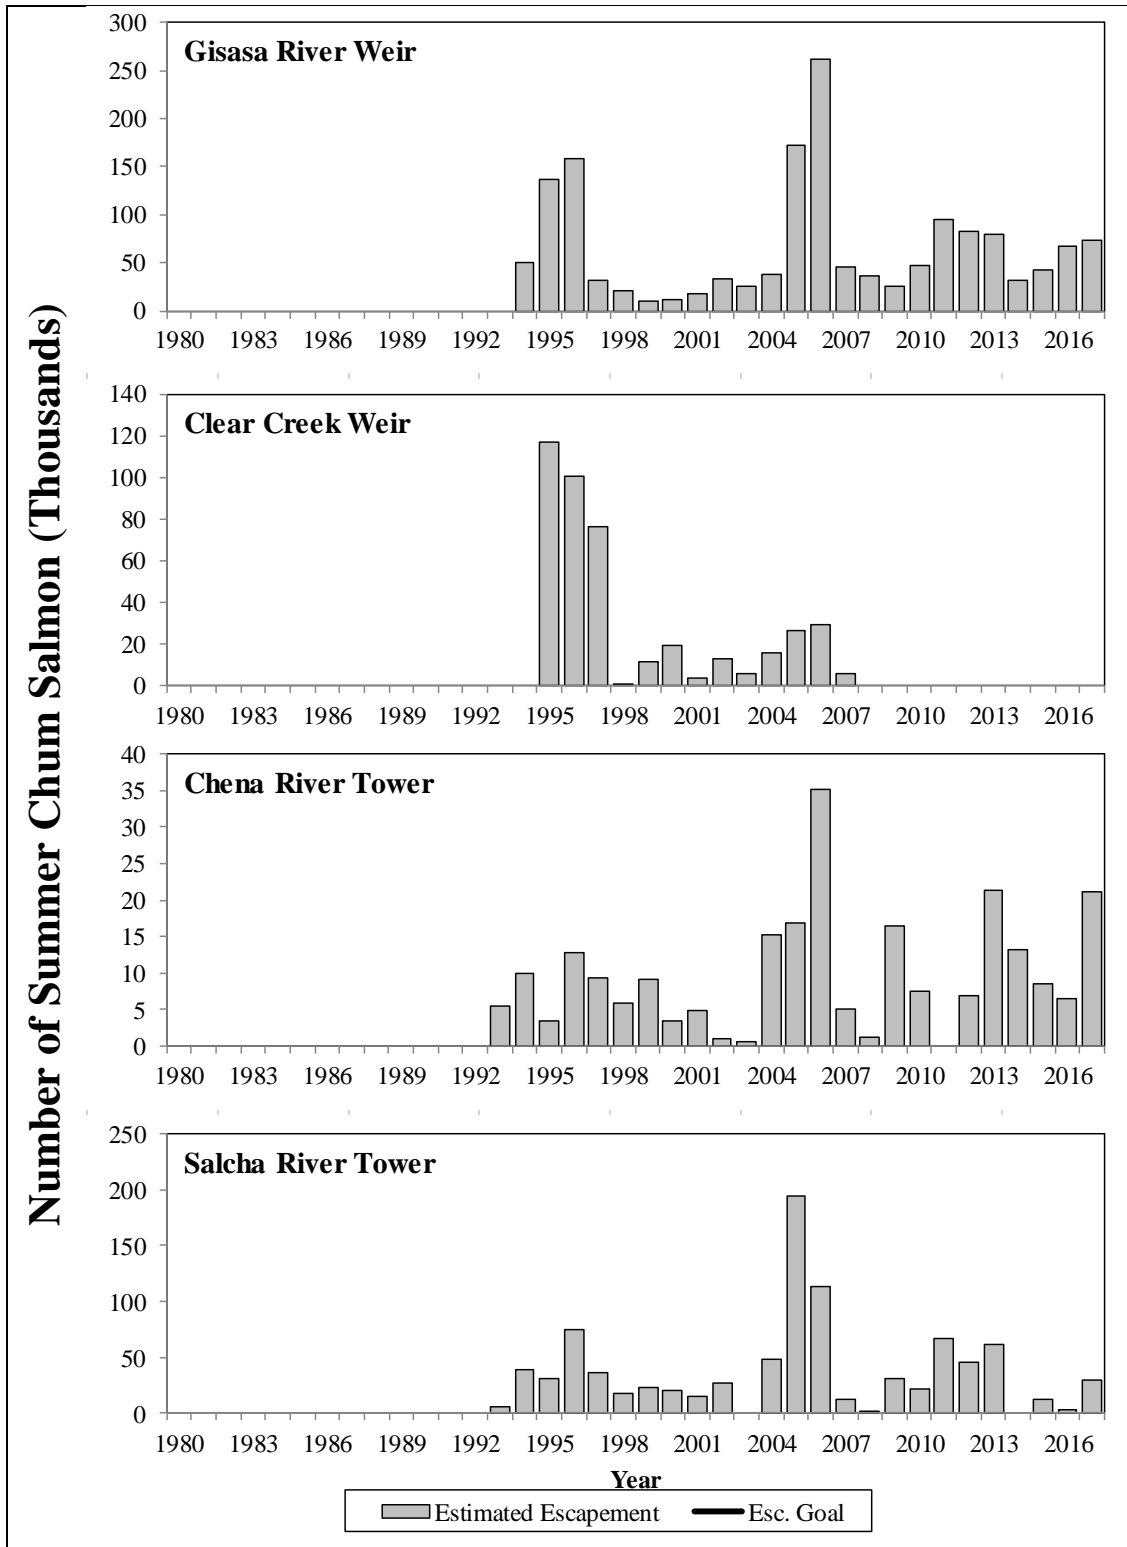 Number of Summer Chum Salmon (Thousands)
Gisasa River Weir
300
250
200
150
100
50
0
1980 1983 1986 1989 1992 1995 1998 2001 2004 2007 2010 2013 2016
Clear Creek Weir
140
120
100
80
60
40
20
0
1980 1983 1986 1989 1992 1995 1998 2001 2004 2007 2010 2013 2016
Chena River Tower
40
35
30
25
20
15
10
5
0
1980 1983 1986 1989 1992 1995 1998 2001 2004 2007 2010 2013 2016
Salcha River Tower
250
200
150
100
50
0
1980 1983 1986 1989 1992 1995 1998 2001 2004 2007 2010 2013 2016
Year
Estimated Escapement Esc. Goal